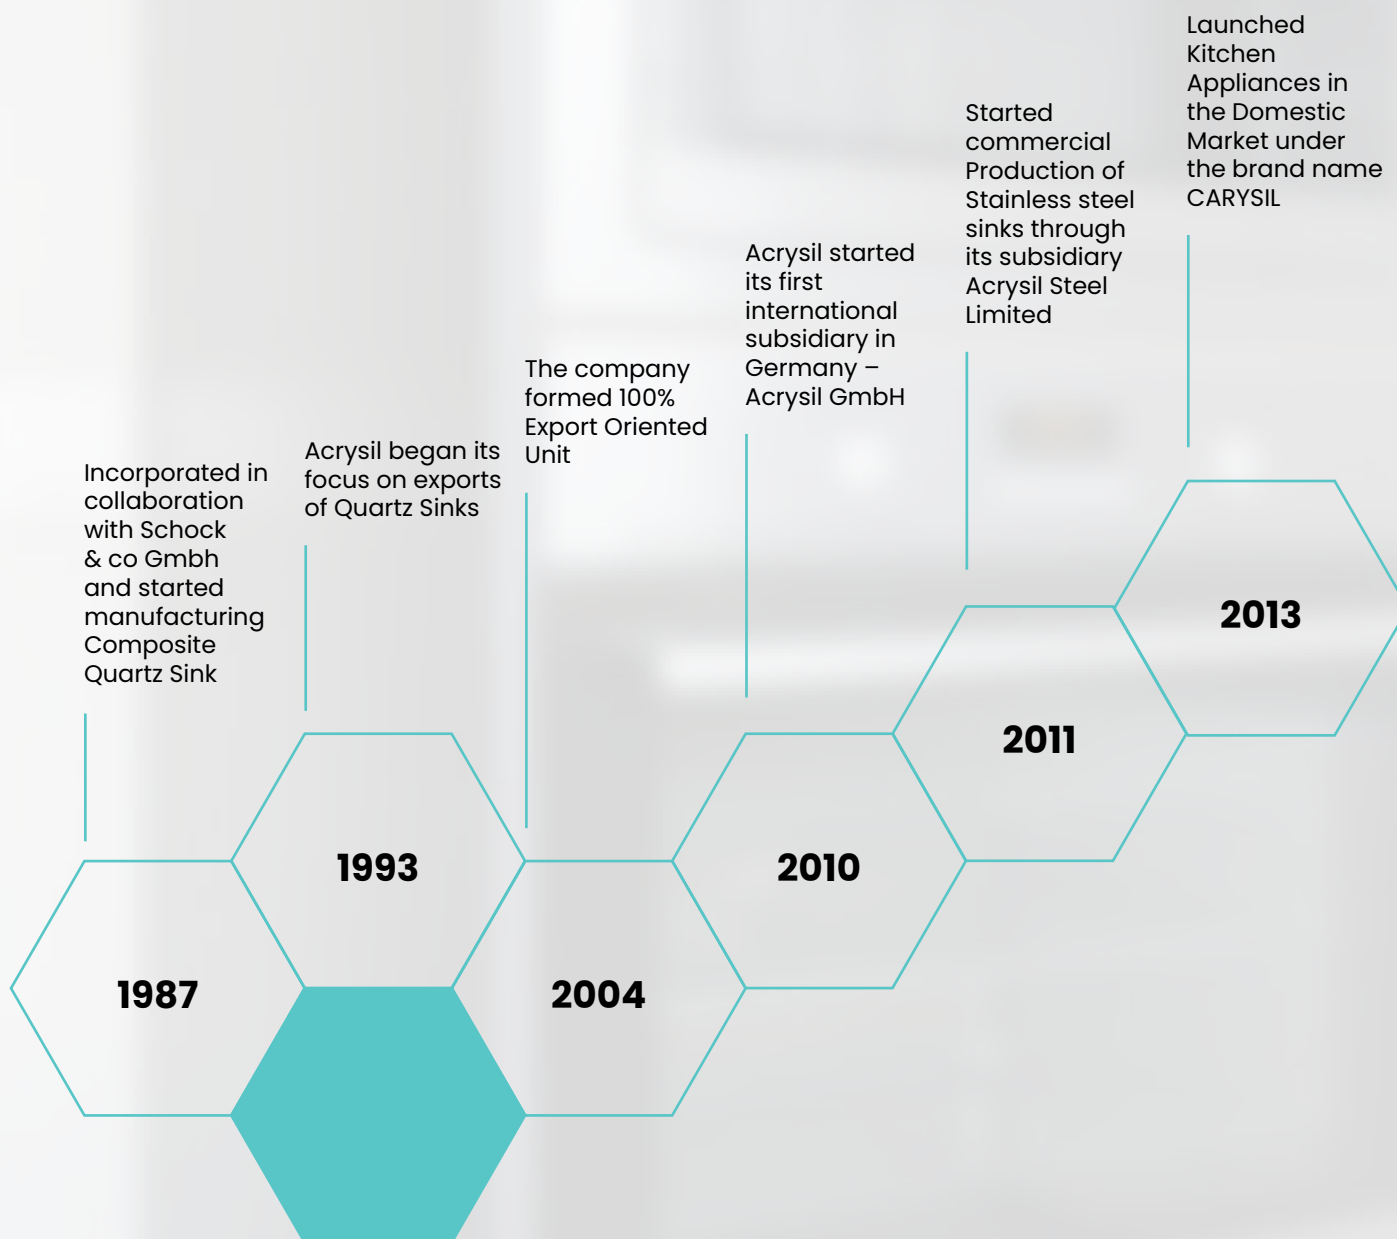 Incorporated in
collaboration
with Schock
& co Gmbh
and started
manufacturing
Composite
Quartz Sink
1987
Acrysil began its
focus on exports
of Quartz Sinks
1993
The company
formed 100%
Export Oriented
Unit
2004
Acrysil started
its first
international
subsidiary in
Germany –
Acrysil GmbH
2010
Started
commercial
Production of
Stainless steel
sinks through
its subsidiary
Acrysil Steel
Limited
2011
Launched
Kitchen
Appliances in
the Domestic
Market under
the brand name
CARYSIL
2013